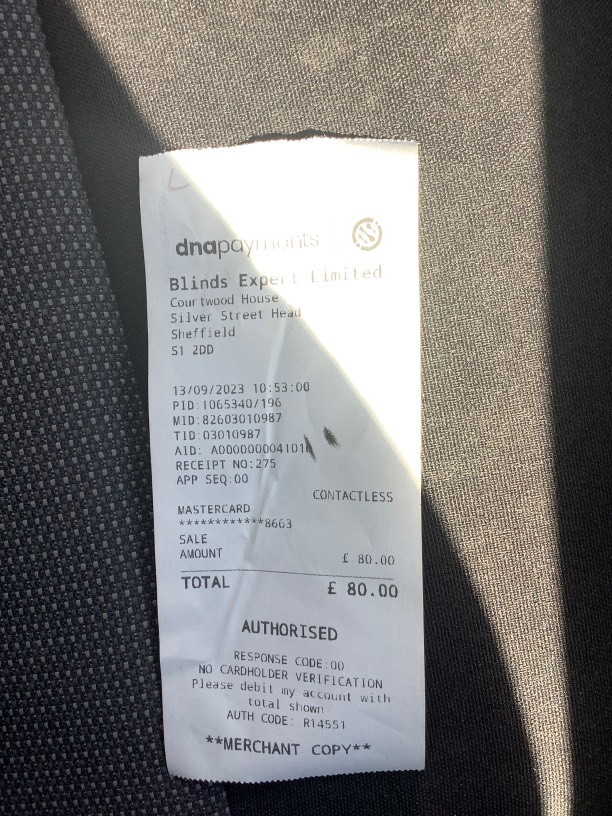 dnapayments
Blinds Expert Limited
Courtwood House
Silver Street Head
Sheffield
S1 2DD
13/09/2023 10:53:00
PID:1065340/196
MID:82603010987
TID:03010987
AID: A0000000041010
RECEIPT NO:275
APP SEQ:00
CONTACTLESS
MASTERCARD
************8663
SALE
AMOUNT £ 80.00
TOTAL £ 80.00
AUTHORISED
RESPONSE CODE:00
NO CARDHOLDER VERIFICATION
Please debit my account with
total shown
AUTH CODE: R14551
**MERCHANT COPY**